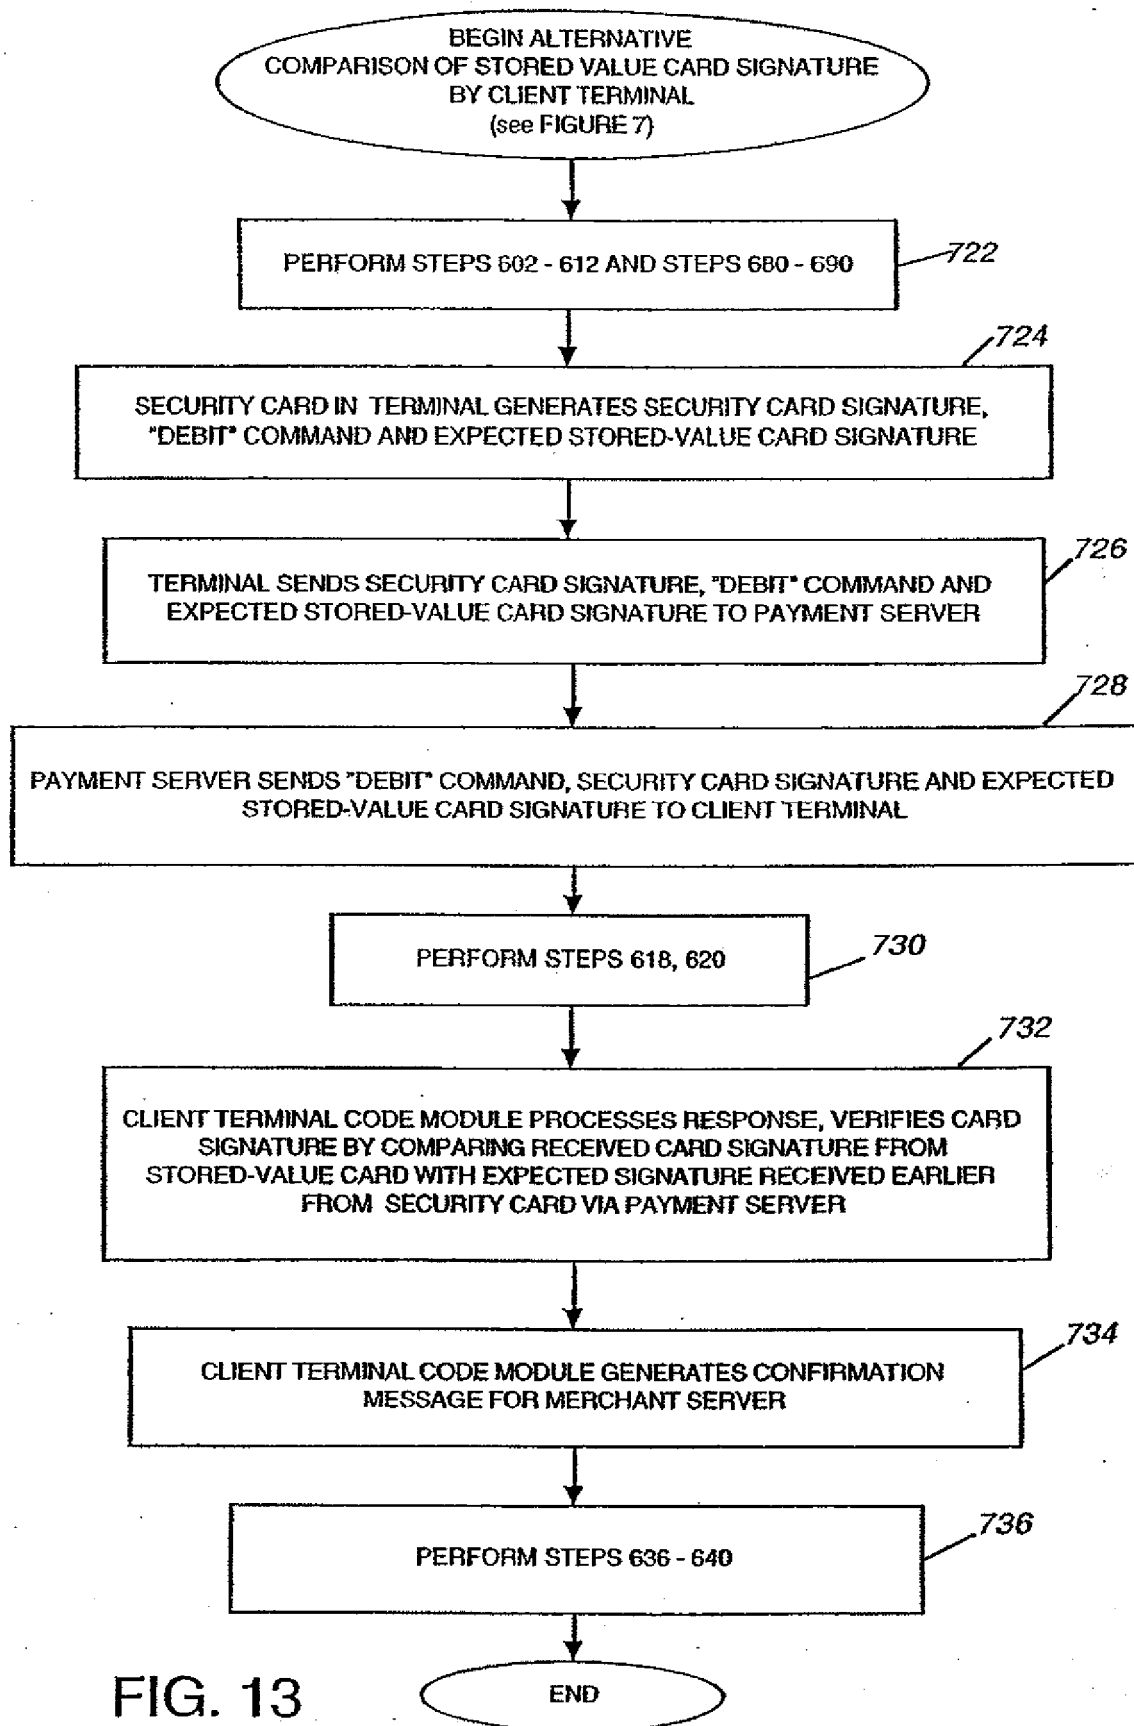 BEGIN ALTERNATIVE
COMPARISON OF STORED VALUE CARD SIGNATURE
BY CLIENT TERMINAL
(see FIGURE 7)
PERFORM STEPS 602 - 612 AND STEPS 680 - 690
722
724
SECURITY CARD IN TERMINAL GENERATES SECURITY CARD SIGNATURE,
"DEBIT" COMMAND AND EXPECTED STORED-VALUE CARD SIGNATURE
726
TERMINAL SENDS SECURITY CARD SIGNATURE, "DEBIT" COMMAND AND
EXPECTED STORED-VALUE CARD SIGNATURE TO PAYMENT SERVER
728
PAYMENT SERVER SENDS "DEBIT" COMMAND, SECURITY CARD SIGNATURE AND EXPECTED
STORED-VALUE CARD SIGNATURE TO CLIENT TERMINAL
730
PERFORM STEPS 618, 620
732
CLIENT TERMINAL CODE MODULE PROCESSES RESPONSE, VERIFIES CARD
SIGNATURE BY COMPARING RECEIVED CARD SIGNATURE FROM
STORED-VALUE CARD WITH EXPECTED SIGNATURE RECEIVED EARLIER
FROM SECURITY CARD VIA PAYMENT SERVER
734
CLIENT TERMINAL CODE MODULE GENERATES CONFIRMATION
MESSAGE FOR MERCHANT SERVER
736
PERFORM STEPS 636 - 640
END
FIG. 13